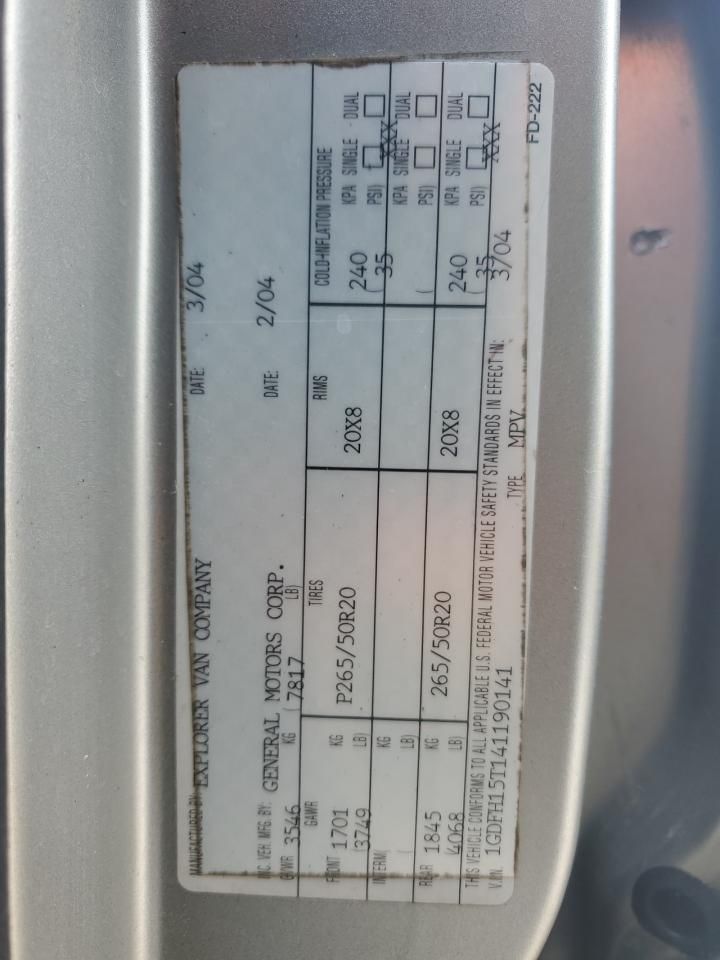 MANUFACTURED BY: EXPLORER VAN COMPANY DATE: 3/04
INC. VEH. MFG. BY: GENERAL MOTORS CORP. DATE: 2/04
GVWR 3546 KG ( 7817 LB)
GAWR TIRES RIMS COLD-INFLATION PRESSURE
FRONT 1701 KG P265/50R20 20X8 240 KPA SINGLE DUAL
(3749 LB) ( 35 PSI) XXX
INTERM( KG KPA SINGLE DUAL
( LB) ( PSI)
REAR 1845 KG 265/50R20 20X8 240 KPA SINGLE DUAL
(4068 LB) ( 35 PSI) XXX
THIS VEHICLE CONFORMS TO ALL APPLICABLE U.S. FEDERAL MOTOR VEHICLE SAFETY STANDARDS IN EFFECT IN: 3/04
V.I.N. 1GDFH15T141190141 TYPE MPV
FD-222